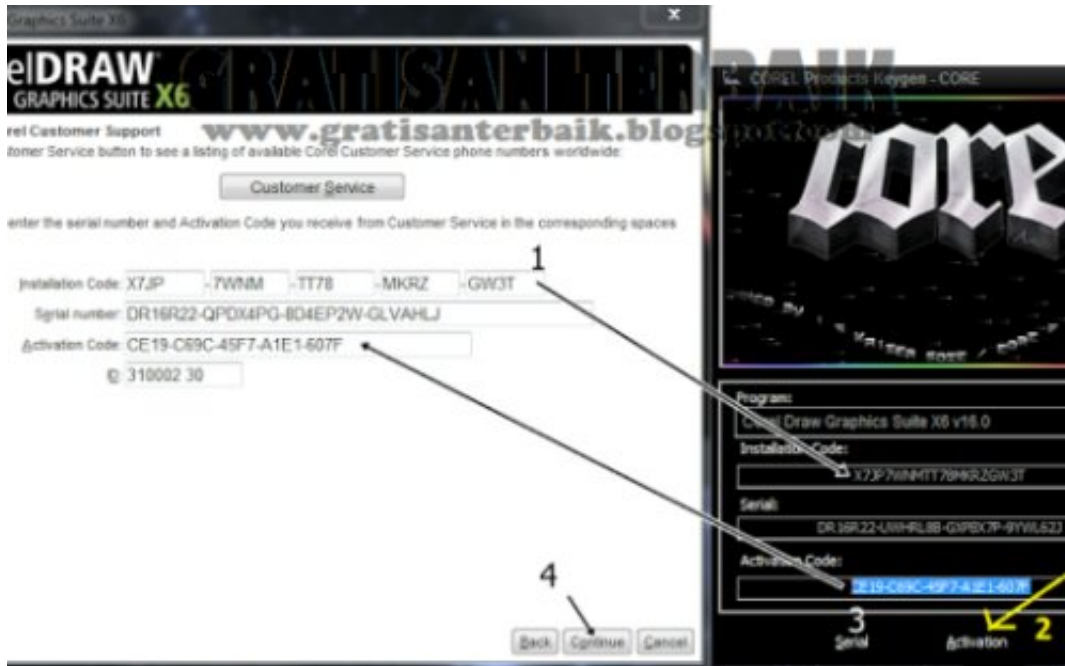 Graphics Suite X6
x
elDRAW
GRAPHICS SUITE X6
GRATISAN TERBAIK
www.gratisanterbaik.blogspot.com
rel Customer Support
stomer Service button to see a listing of available Corel Customer Service phone numbers worldwide:
Customer Service
enter the serial number and Activation Code you receive from Customer Service in the corresponding spaces
1
Installation Code: X7JP -7WNM -TT78 -MKRZ -GW3T
Serial number: DR16R22-QPDX4PG-8D4EP2W-GLVAHLJ
Activation Code: CE19-C69C-45F7-A1E1-607F
310002 30
4
Back Continue Cancel
COREL Products Keygen - CORE
CORE
Program:
Corel Draw Graphics Suite X6 v16.0
Installation Code:
X7JP7WNMTT78MKRZGW3T
Serial:
Activation Code:
CE19-C69C-45F7-A1E1-607F
3
2
Serial Activation